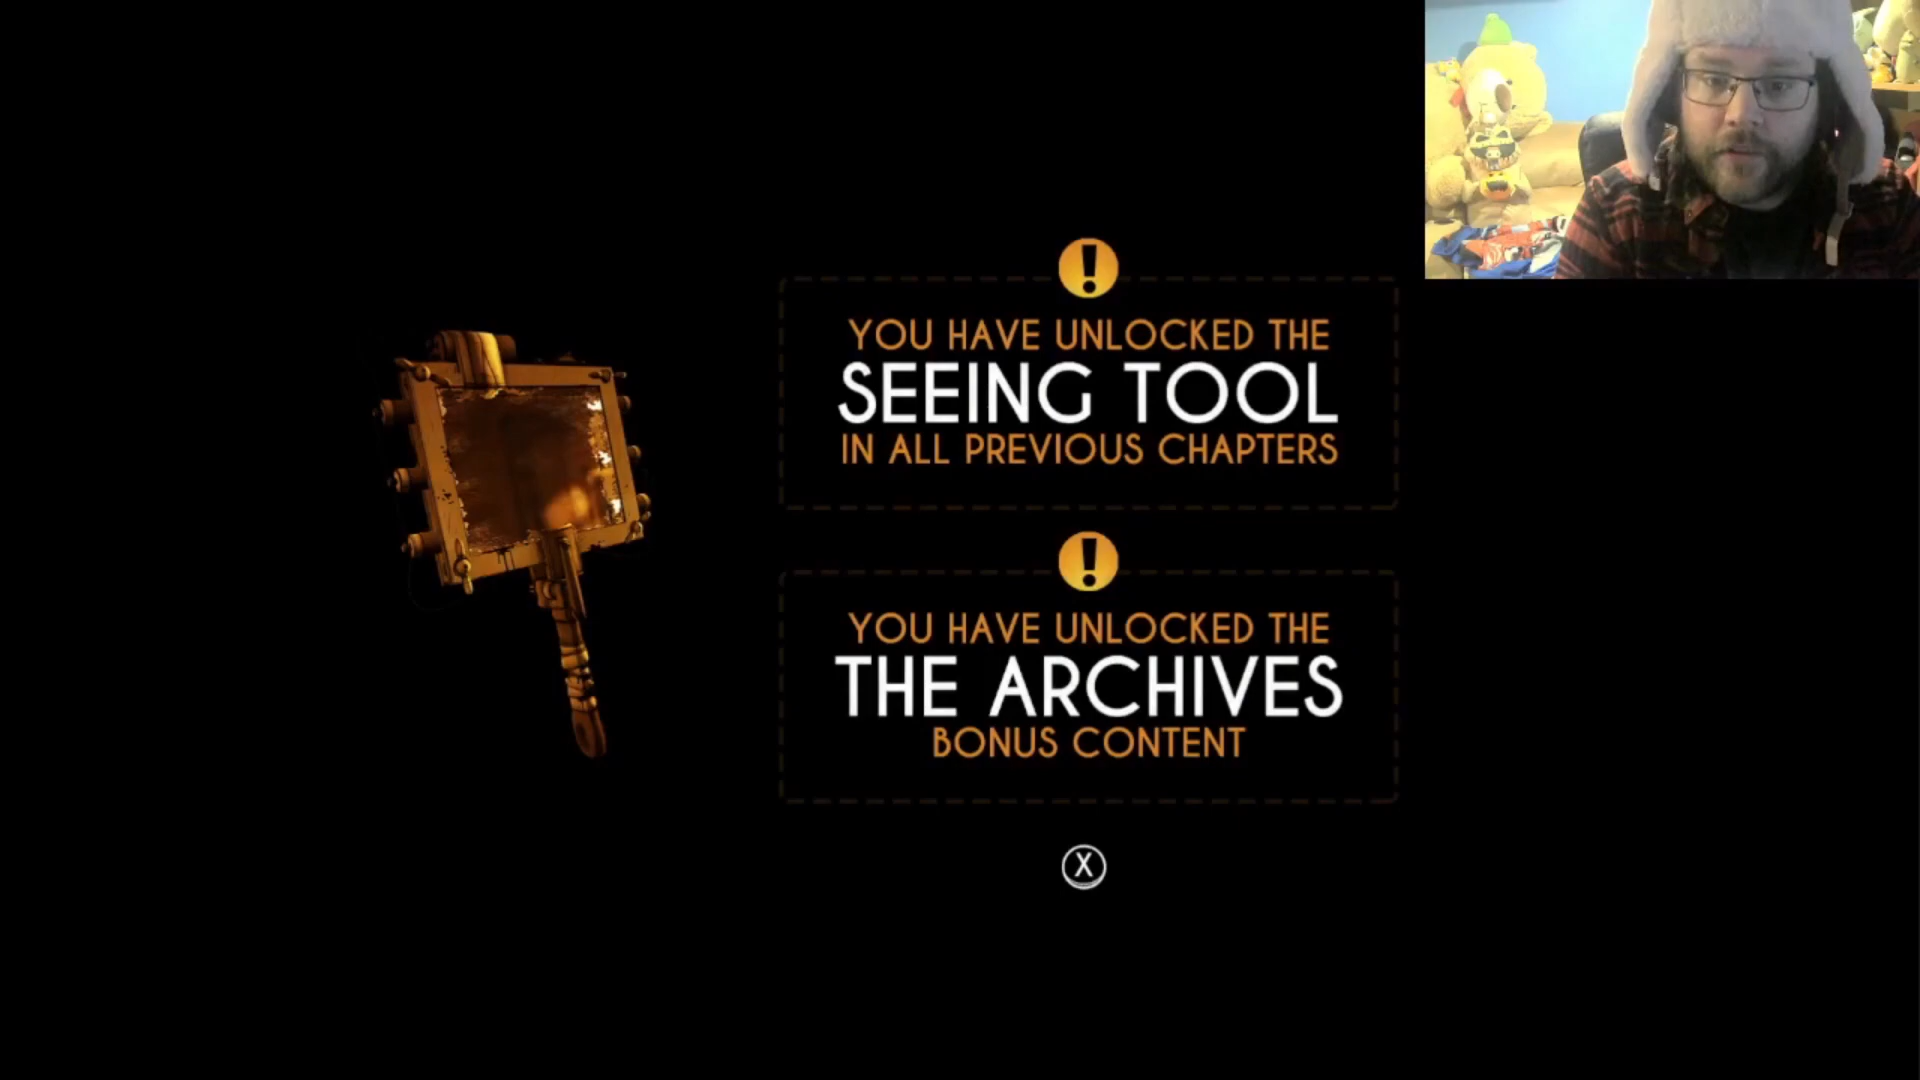 !
YOU HAVE UNLOCKED THE
SEEING TOOL
IN ALL PREVIOUS CHAPTERS
!
YOU HAVE UNLOCKED THE
THE ARCHIVES
BONUS CONTENT
X